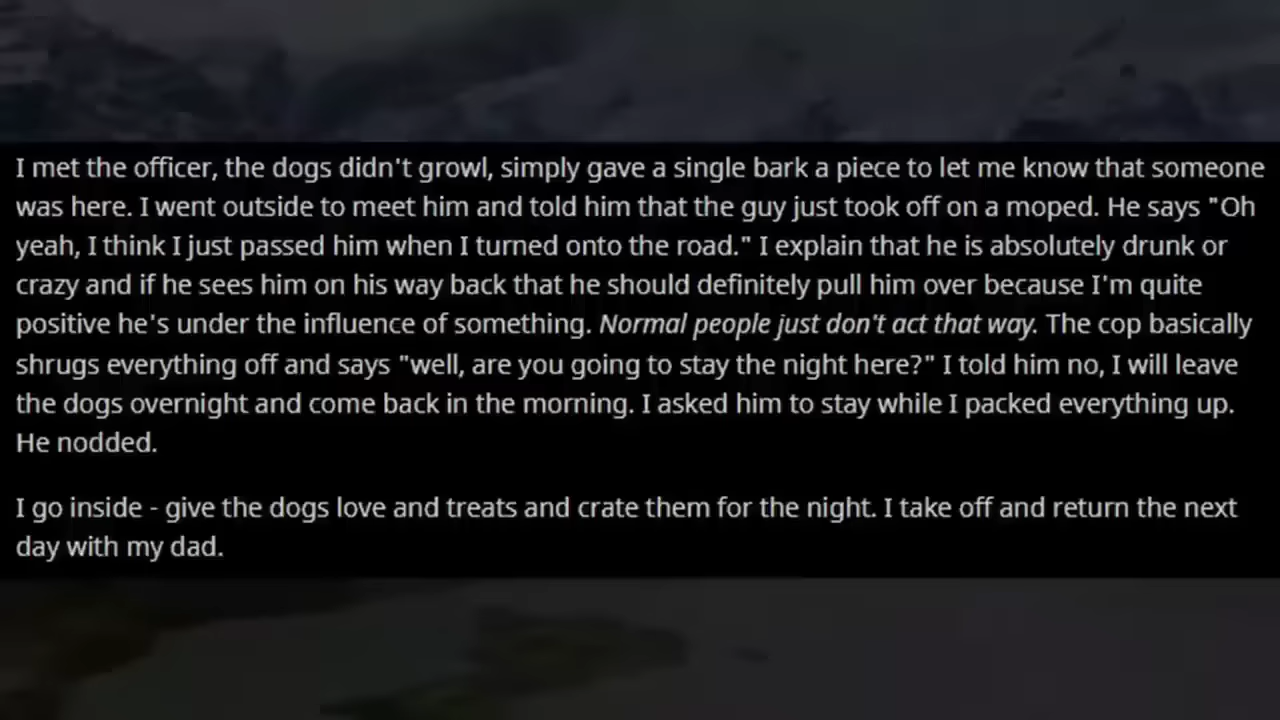 I met the officer, the dogs didn't growl, simply gave a single bark a piece to let me know that someone
was here. I went outside to meet him and told him that the guy just took off on a moped. He says "Oh
yeah, I think I just passed him when I turned onto the road." I explain that he is absolutely drunk or
crazy and if he sees him on his way back that he should definitely pull him over because I'm quite
positive he's under the influence of something. Normal people just don't act that way. The cop basically
shrugs everything off and says "well, are you going to stay the night here?" I told him no, I will leave
the dogs overnight and come back in the morning. I asked him to stay while I packed everything up.
He nodded.
I go inside - give the dogs love and treats and crate them for the night. I take off and return the next
day with my dad.